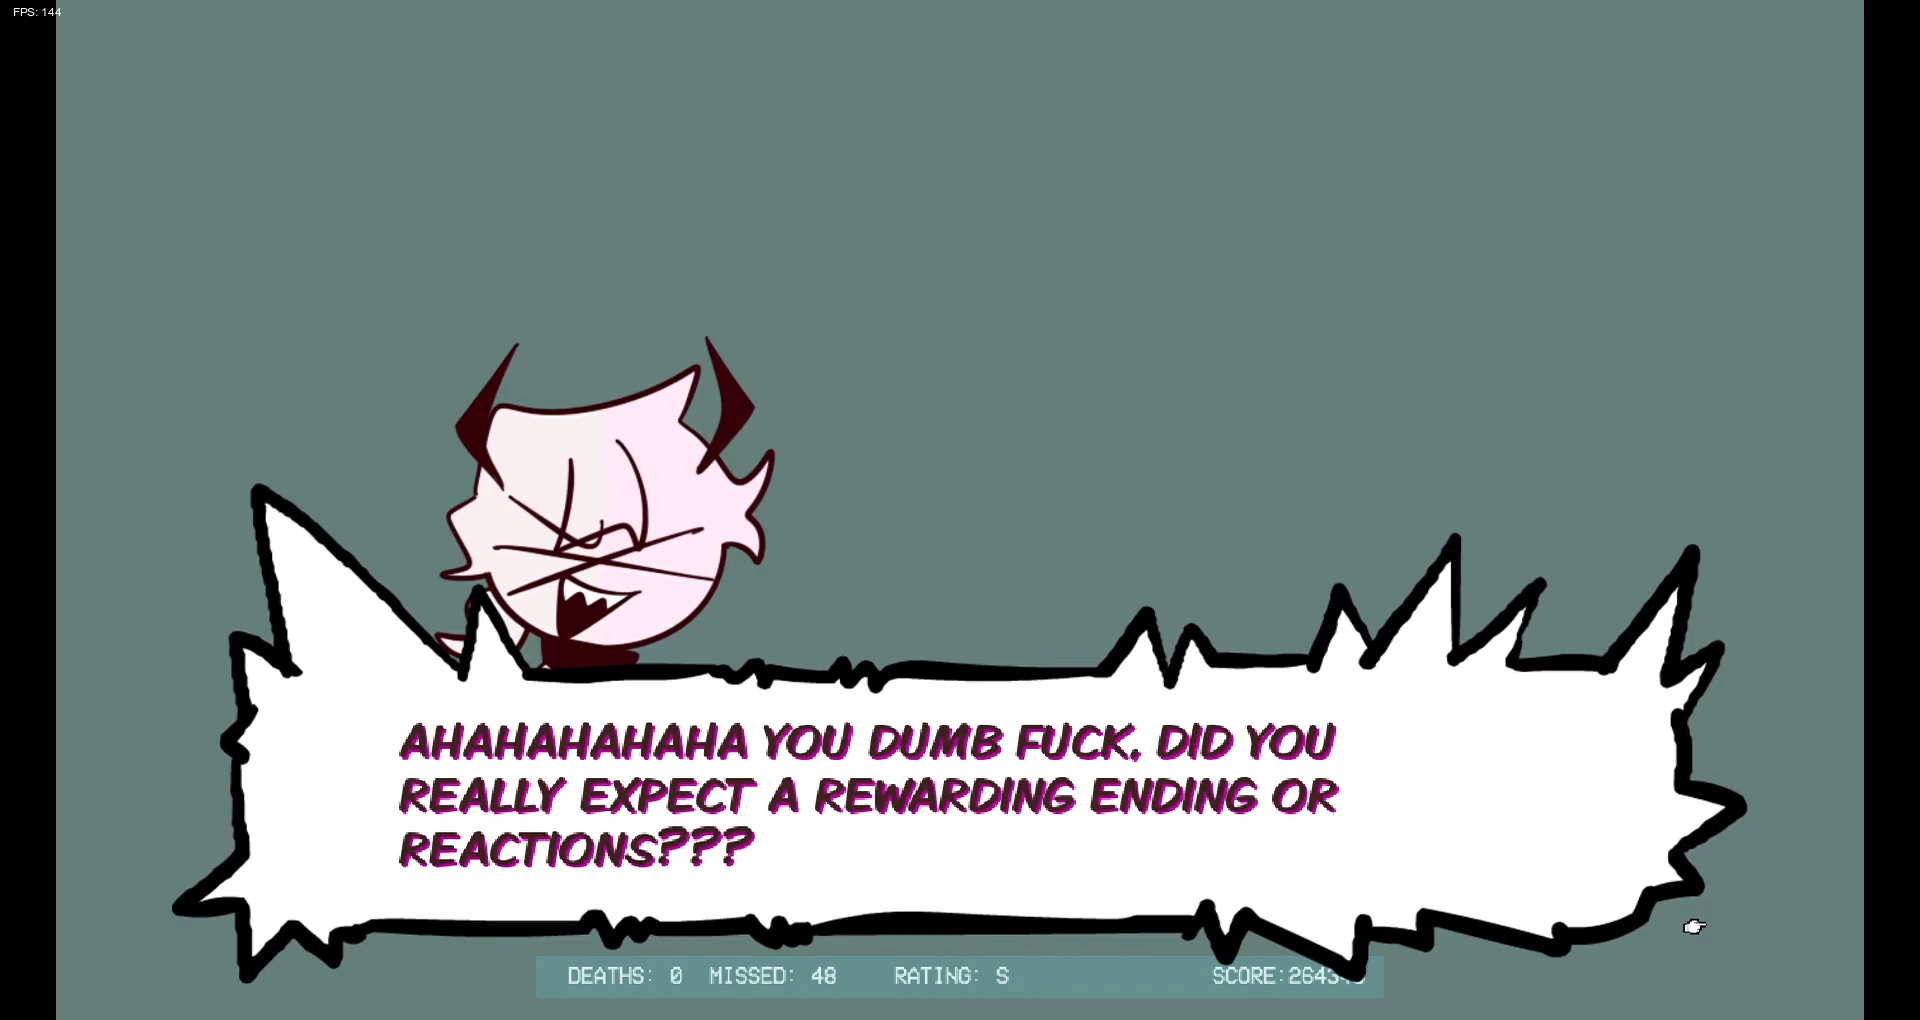 FPS: 144
AHAHAHAHAHA YOU DUMB FUCK. DID YOU
REALLY EXPECT A REWARDING ENDING OR
REACTIONS???
DEATHS: 0 MISSED: 48 RATING: S SCORE: